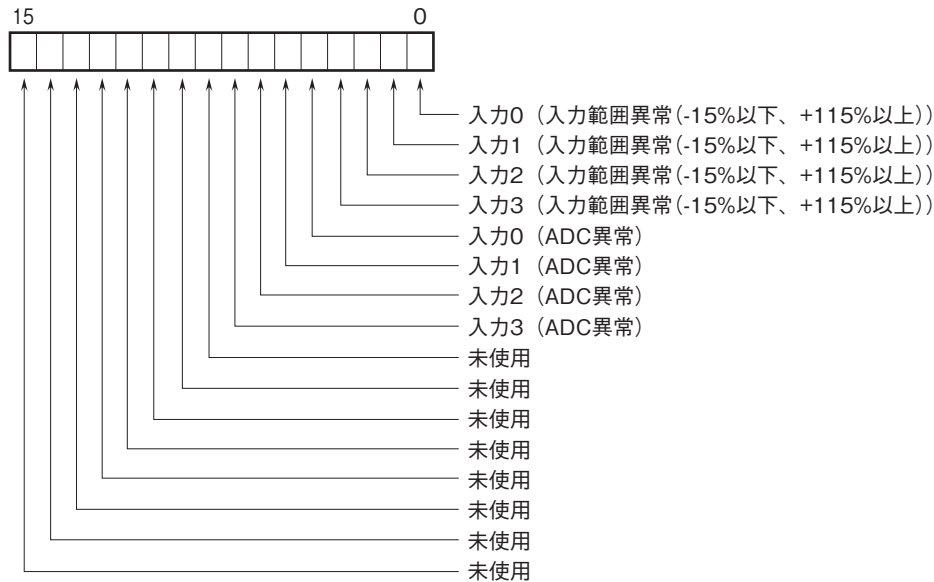 15 0
入力0（入力範囲異常(-15%以下、+115%以上)）
入力1（入力範囲異常(-15%以下、+115%以上)）
入力2（入力範囲異常(-15%以下、+115%以上)）
入力3（入力範囲異常(-15%以下、+115%以上)）
入力0（ADC異常）
入力1（ADC異常）
入力2（ADC異常）
入力3（ADC異常）
未使用
未使用
未使用
未使用
未使用
未使用
未使用
未使用